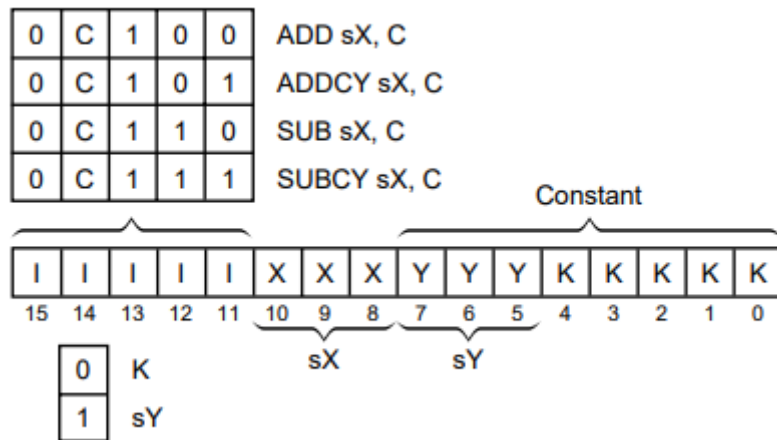 0 C 1 0 0 ADD sX, C
0 C 1 0 1 ADDCY sX, C
0 C 1 1 0 SUB sX, C
0 C 1 1 1 SUBCY sX, C
Constant
I I I I I X X X Y Y Y K K K K K
15 14 13 12 11 10 9 8 7 6 5 4 3 2 1 0
sX sY
0 K
1 sY